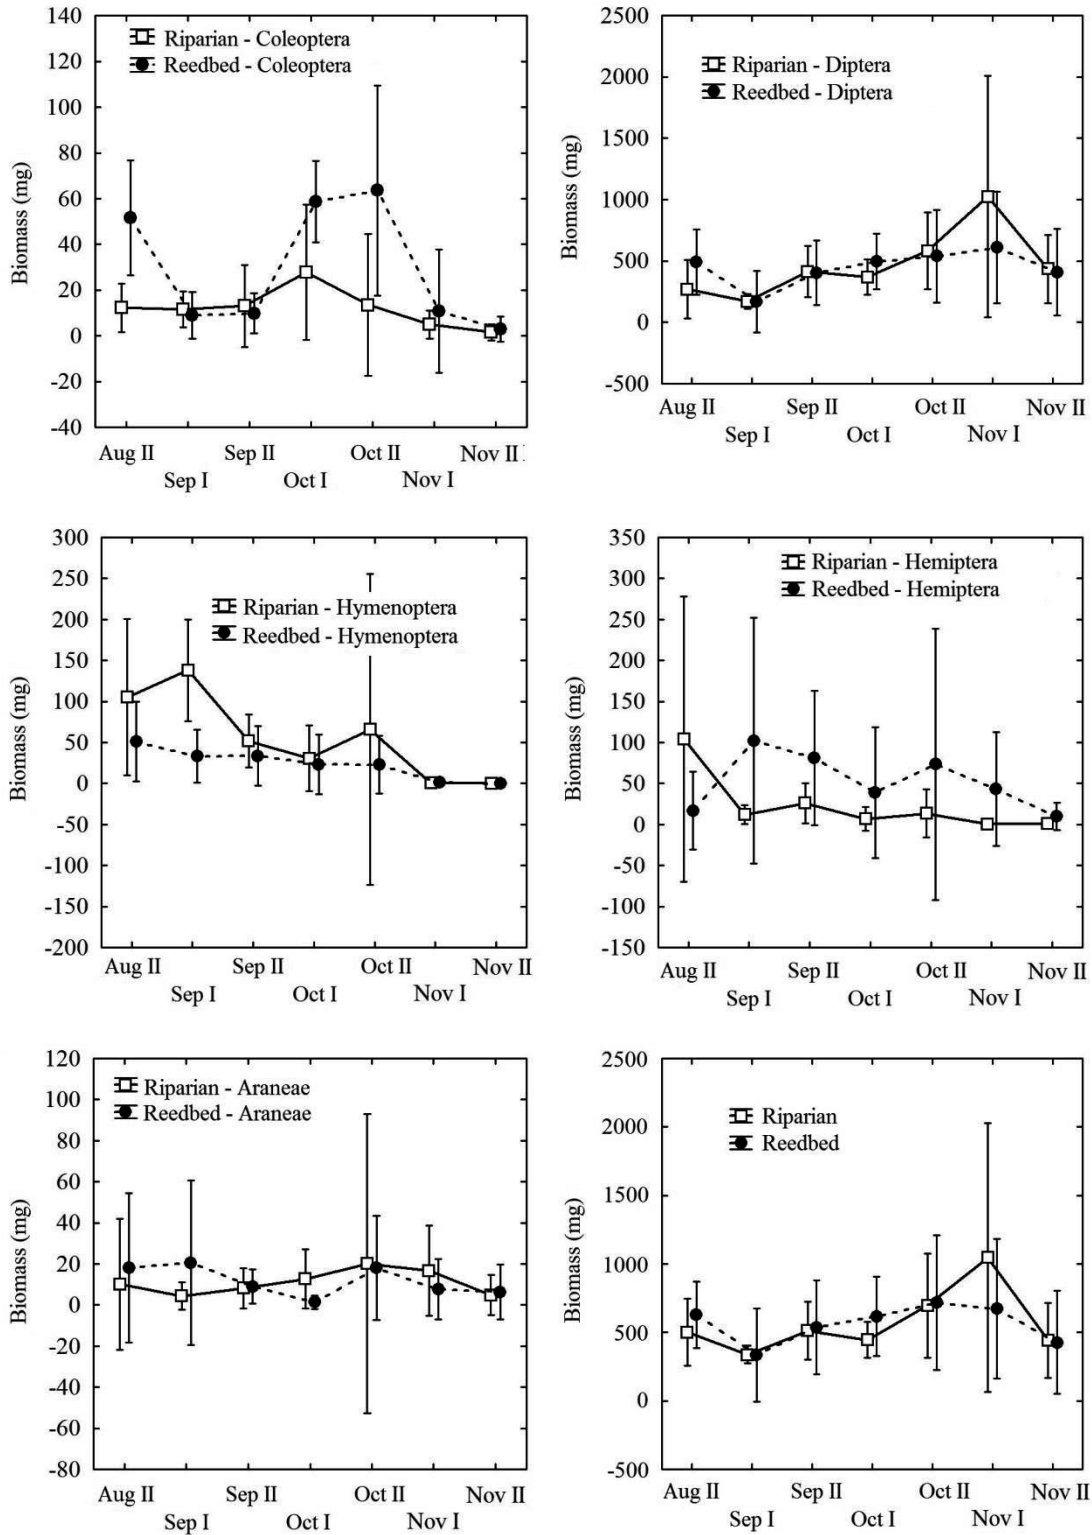 Biomass (mg)
140
120
100
80
60
40
20
0
-20
-40
Riparian - Coleoptera
Reedbed - Coleoptera
Aug II
Sep II
Oct II
Nov II
Sep I
Oct I
Nov I
Biomass (mg)
2500
2000
1500
1000
500
0
-500
Riparian - Diptera
Reedbed - Diptera
Aug II
Sep II
Oct II
Nov II
Sep I
Oct I
Nov I
Biomass (mg)
300
250
200
150
100
50
0
-50
-100
-150
-200
Riparian - Hymenoptera
Reedbed - Hymenoptera
Aug II
Sep II
Oct II
Nov II
Sep I
Oct I
Nov I
Biomass (mg)
350
300
250
200
150
100
50
0
-50
-100
-150
Riparian - Hemiptera
Reedbed - Hemiptera
Aug II
Sep II
Oct II
Nov II
Sep I
Oct I
Nov I
Biomass (mg)
120
100
80
60
40
20
0
-20
-40
-60
-80
Riparian - Araneae
Reedbed - Araneae
Aug II
Sep II
Oct II
Nov II
Sep I
Oct I
Nov I
Biomass (mg)
2500
2000
1500
1000
500
0
-500
Riparian
Reedbed
Aug II
Sep II
Oct II
Nov II
Sep I
Oct I
Nov I